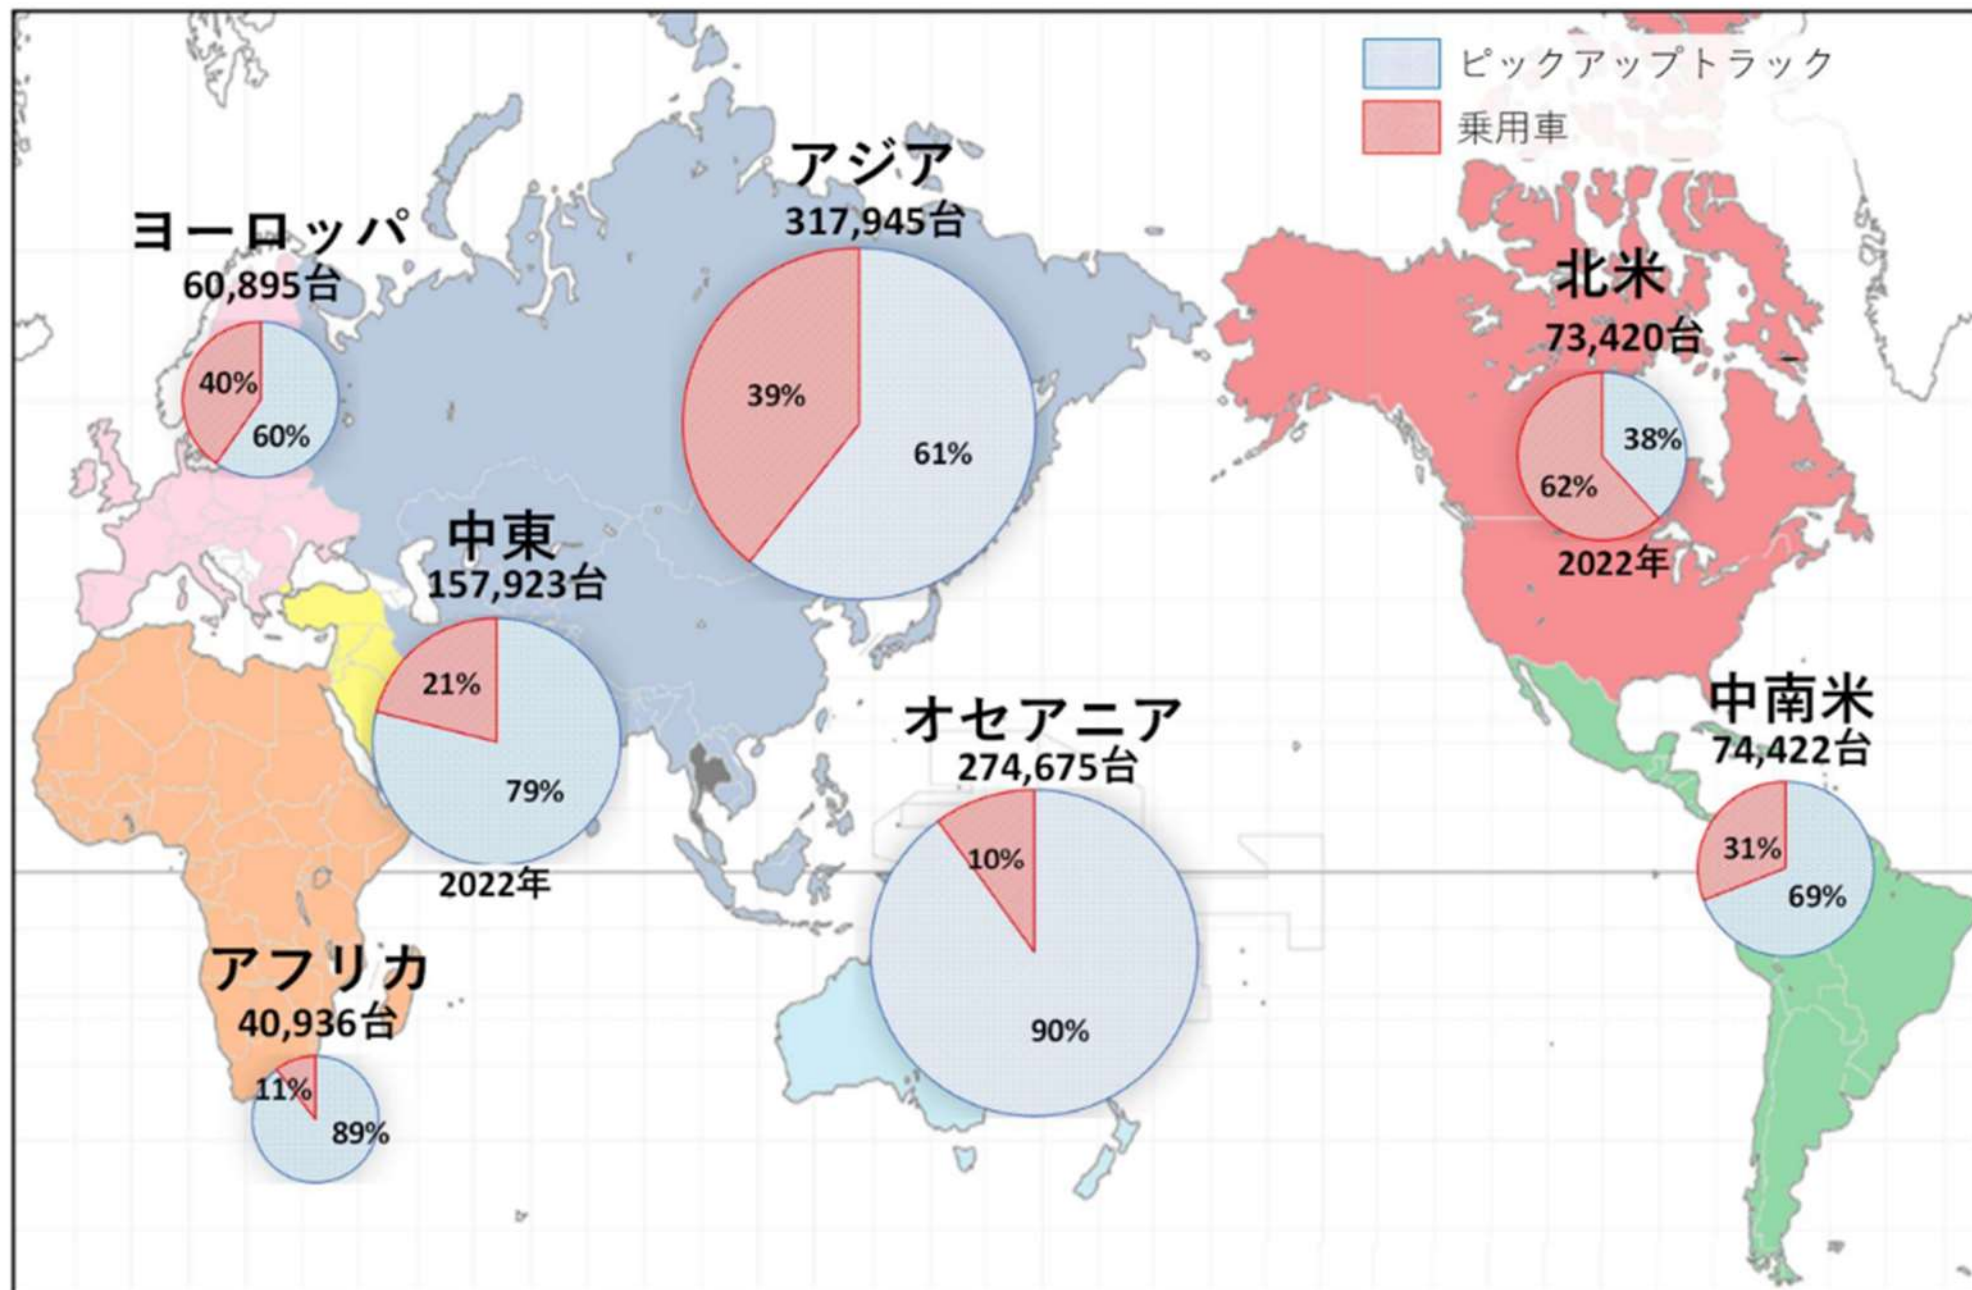 ピックアップトラック
乗用車
アジア
317,945台
39%
61%
ヨーロッパ
60,895台
40%
60%
北米
73,420台
38%
62%
2022年
中東
157,923台
21%
79%
2022年
オセアニア
274,675台
10%
90%
中南米
74,422台
31%
69%
アフリカ
40,936台
11%
89%